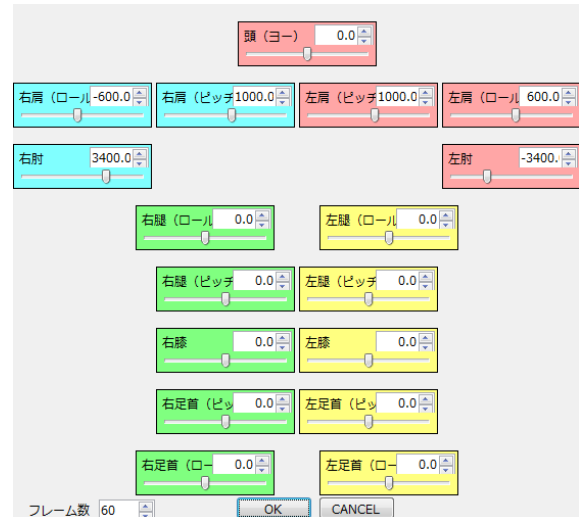 頭（ヨー） 0.0
右肩（ロール -600.0 右肩（ピッチ 1000.0 左肩（ピッチ 1000.0 左肩（ロール 600.0
右肘 3400.0 左肘 -3400.
右腿（ロール 0.0 左腿（ロール 0.0
右腿（ピッチ 0.0 左腿（ピッチ 0.0
右膝 0.0 左膝 0.0
右足首（ピッ 0.0 左足首（ピッ 0.0
右足首（ロー 0.0 左足首（ロー 0.0
フレーム数 60 OK CANCEL